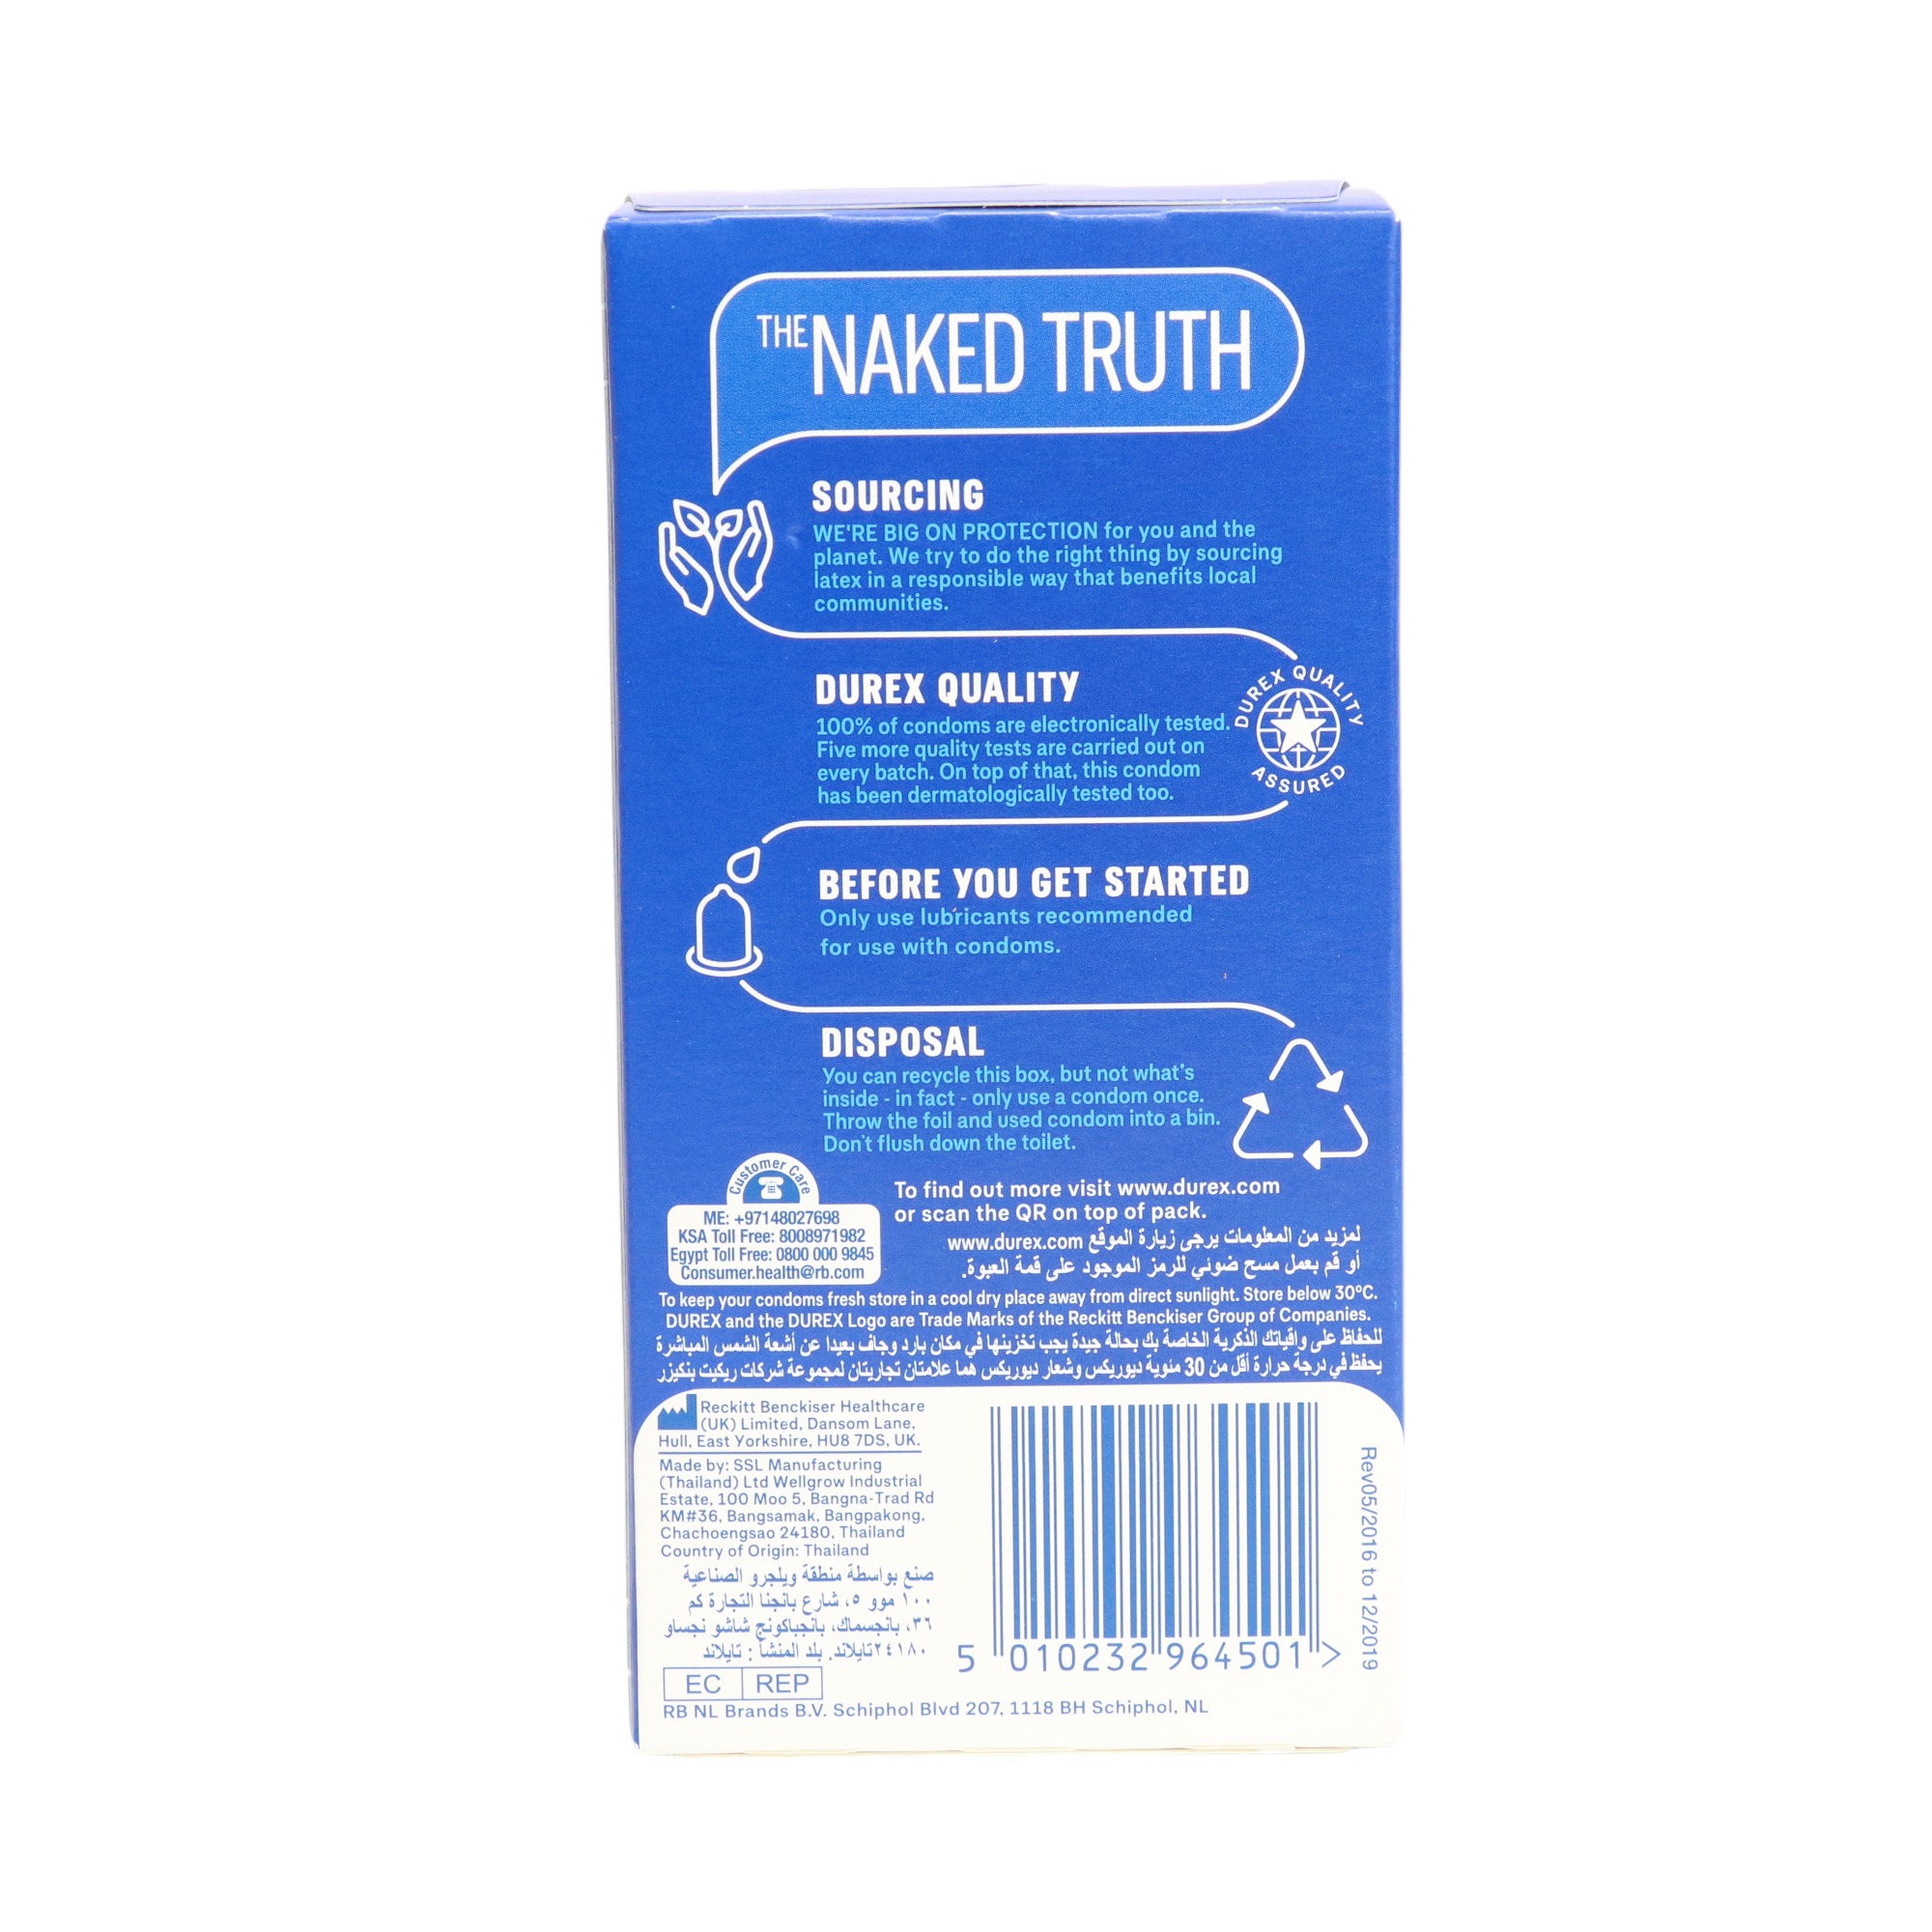 THE NAKED TRUTH
SOURCING
WE'RE BIG ON PROTECTION for you and the
planet. We try to do the right thing by sourcing
latex in a responsible way that benefits local
communities.
DUREX QUALITY
100% of condoms are electronically tested.
Five more quality tests are carried out on
every batch. On top of that, this condom
has been dermatologically tested too.
DUREX QUALITY
ASSURED
BEFORE YOU GET STARTED
Only use lubricants recommended
for use with condoms.
DISPOSAL
You can recycle this box, but not what's
inside - in fact - only use a condom once.
Throw the foil and used condom into a bin.
Don't flush down the toilet.
Customer Care
ME: +97148027698
KSA Toll Free: 8008971982
Egypt Toll Free: 0800 000 9845
Consumer.health@rb.com
To find out more visit www.durex.com
or scan the QR on top of pack.
لمزيد من المعلومات يرجى زيارة الموقع www.durex.com
أو قم بعمل مسح ضوئي للرمز الموجود على قمة العبوة.
To keep your condoms fresh store in a cool dry place away from direct sunlight. Store below 30°C.
DUREX and the DUREX Logo are Trade Marks of the Reckitt Benckiser Group of Companies.
للحفاظ على واقياتك الذكرية الخاصة بك بحالة جيدة يجب تخزينها في مكان بارد وجاف بعيدا عن أشعة الشمس المباشرة
يحفظ في درجة حرارة أقل من 30 مئوية ديوريكس وشعار ديوريكس هما علامتان تجاريتان لمجموعة شركات ريكيت بنكيزر
Reckitt Benckiser Healthcare
(UK) Limited, Dansom Lane,
Hull, East Yorkshire, HU8 7DS, UK.
Made by: SSL Manufacturing
(Thailand) Ltd Wellgrow Industrial
Estate, 100 Moo 5, Bangna-Trad Rd
KM#36, Bangsamak, Bangpakong,
Chachoengsao 24180, Thailand
Country of Origin: Thailand
صنع بواسطة منطقة ويلجرو الصناعية
١٠٠ موو ٥، شارع بانجنا التجارة كم
٣٦، بانجسماك، بانجباكونج شاشو نجساو
٢٤١٨٠تايلاند. بلد المنشأ : تايلاند
EC REP
RB NL Brands B.V. Schiphol Blvd 207, 1118 BH Schiphol, NL
5 010232 964501 >
Rev05/2016 to 12/2019